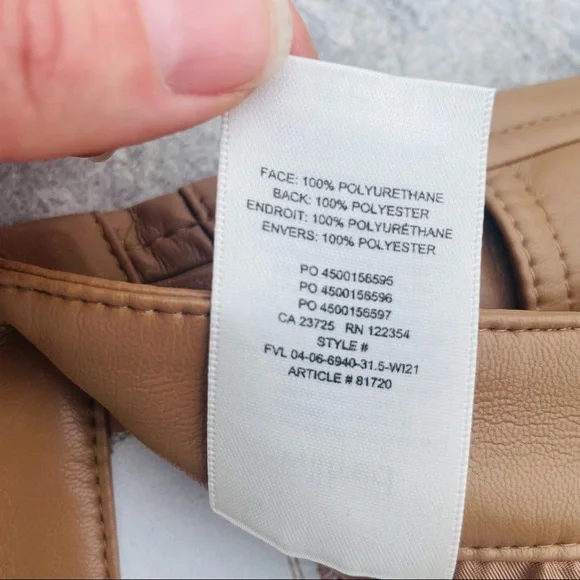 FACE: 100% POLYURETHANE
BACK: 100% POLYESTER
ENDROIT: 100% POLYURÉTHANE
ENVERS: 100% POLYESTER
PO 4500156595
PO 4500156596
PO 4500156597
CA 23725 RN 122354
STYLE #
FVL 04-06-6940-31.5-WI21
ARTICLE # 81720